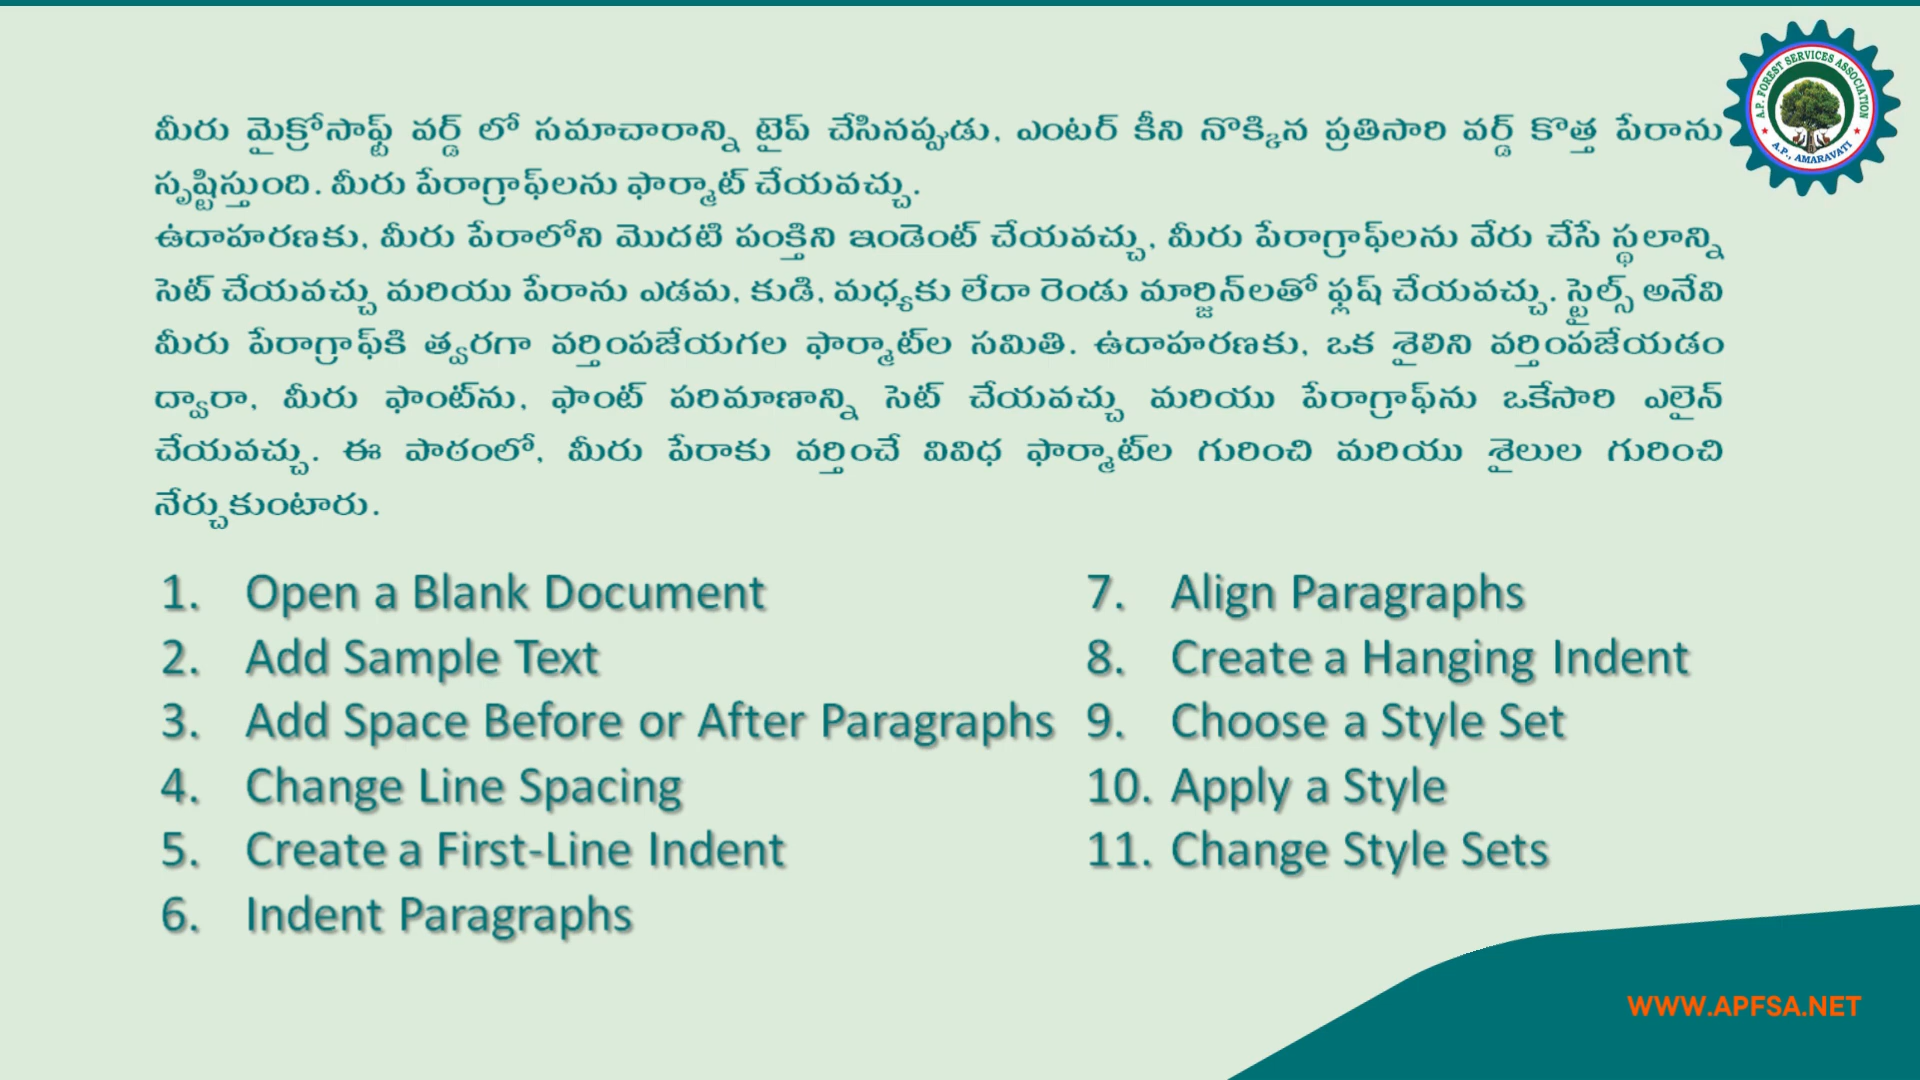 మీరు మైక్రోసాఫ్ట్ వర్డ్ లో సమాచారాన్ని టైప్ చేసినప్పుడు, ఎంటర్ కీని నొక్కిన ప్రతిసారి వర్డ్ కొత్త పేరాను
సృష్టిస్తుంది. మీరు పేరాగ్రాఫ్‌లను ఫార్మాట్ చేయవచ్చు.
ఉదాహరణకు, మీరు పేరాలోని మొదటి పంక్తిని ఇండెంట్ చేయవచ్చు, మీరు పేరాగ్రాఫ్‌లను వేరు చేసే స్థలాన్ని
సెట్ చేయవచ్చు మరియు పేరాను ఎడమ, కుడి, మధ్యకు లేదా రెండు మార్జిన్‌లతో ఫ్లష్ చేయవచ్చు. స్టైల్స్ అనేవి
మీరు పేరాగ్రాఫ్‌కి త్వరగా వర్తింపజేయగల ఫార్మాట్‌ల సమితి. ఉదాహరణకు, ఒక శైలిని వర్తింపజేయడం
ద్వారా, మీరు ఫాంట్‌ను, ఫాంట్ పరిమాణాన్ని సెట్ చేయవచ్చు మరియు పేరాగ్రాఫ్‌ను ఒకేసారి ఎలైన్
చేయవచ్చు. ఈ పాఠంలో, మీరు పేరాకు వర్తించే వివిధ ఫార్మాట్‌ల గురించి మరియు శైలుల గురించి
నేర్చుకుంటారు.
1. Open a Blank Document
2. Add Sample Text
3. Add Space Before or After Paragraphs
4. Change Line Spacing
5. Create a First-Line Indent
6. Indent Paragraphs
7. Align Paragraphs
8. Create a Hanging Indent
9. Choose a Style Set
10. Apply a Style
11. Change Style Sets
A.P. FOREST SERVICES ASSOCIATION
A.P., AMARAVATI
WWW.APFSA.NET